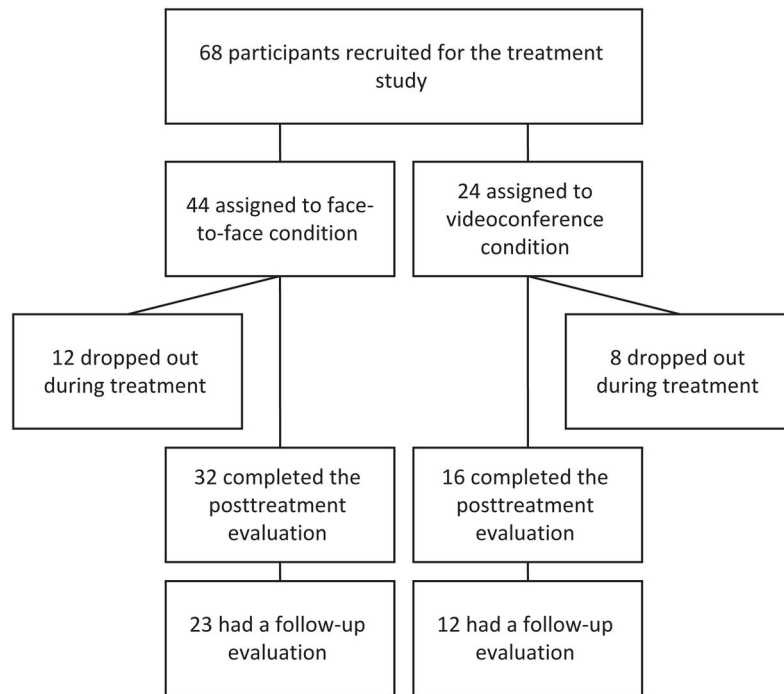 68 participants recruited for the treatment
study
44 assigned to face-
to-face condition
24 assigned to
videoconference
condition
12 dropped out
during treatment
8 dropped out
during treatment
32 completed the
posttreatment
evaluation
16 completed the
posttreatment
evaluation
23 had a follow-up
evaluation
12 had a follow-up
evaluation